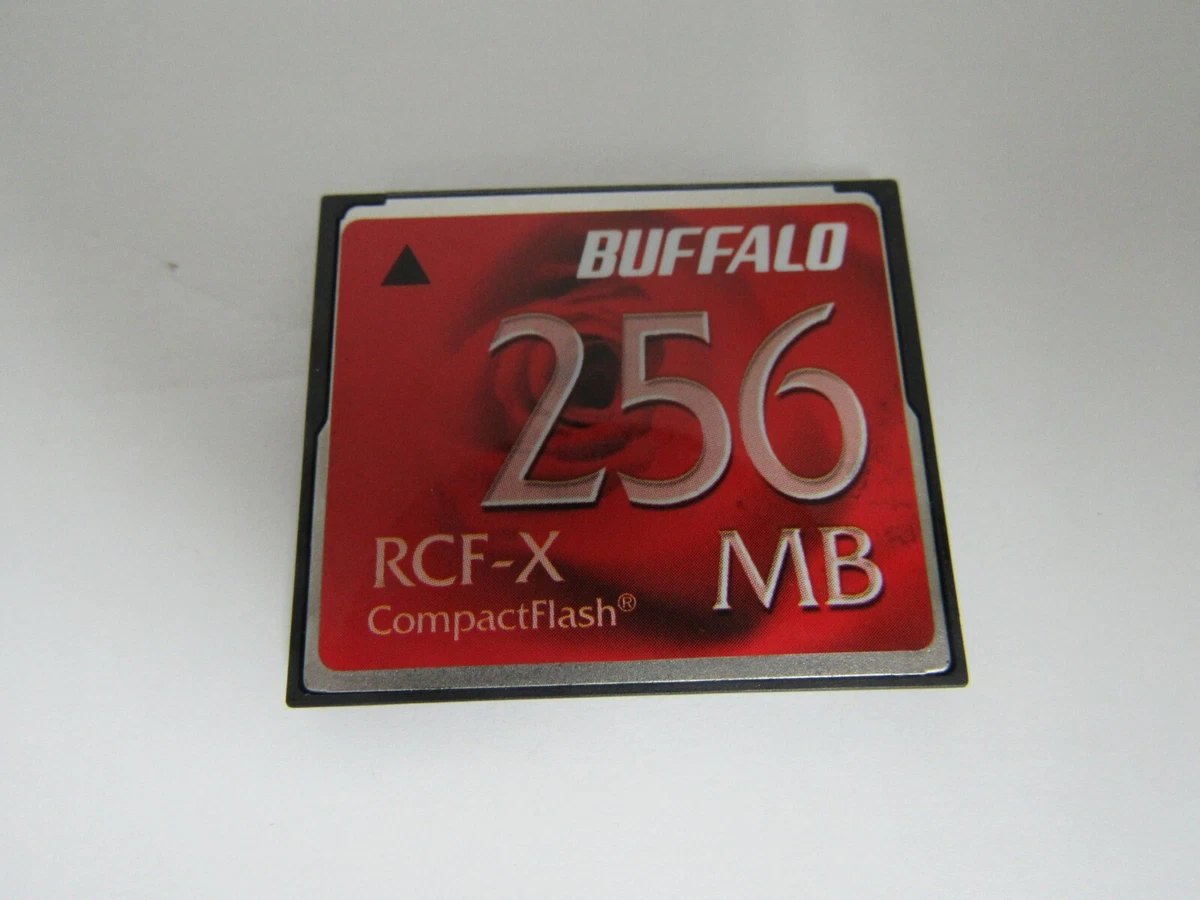 BUFFALO
256
MB
RCF-X
CompactFlash®